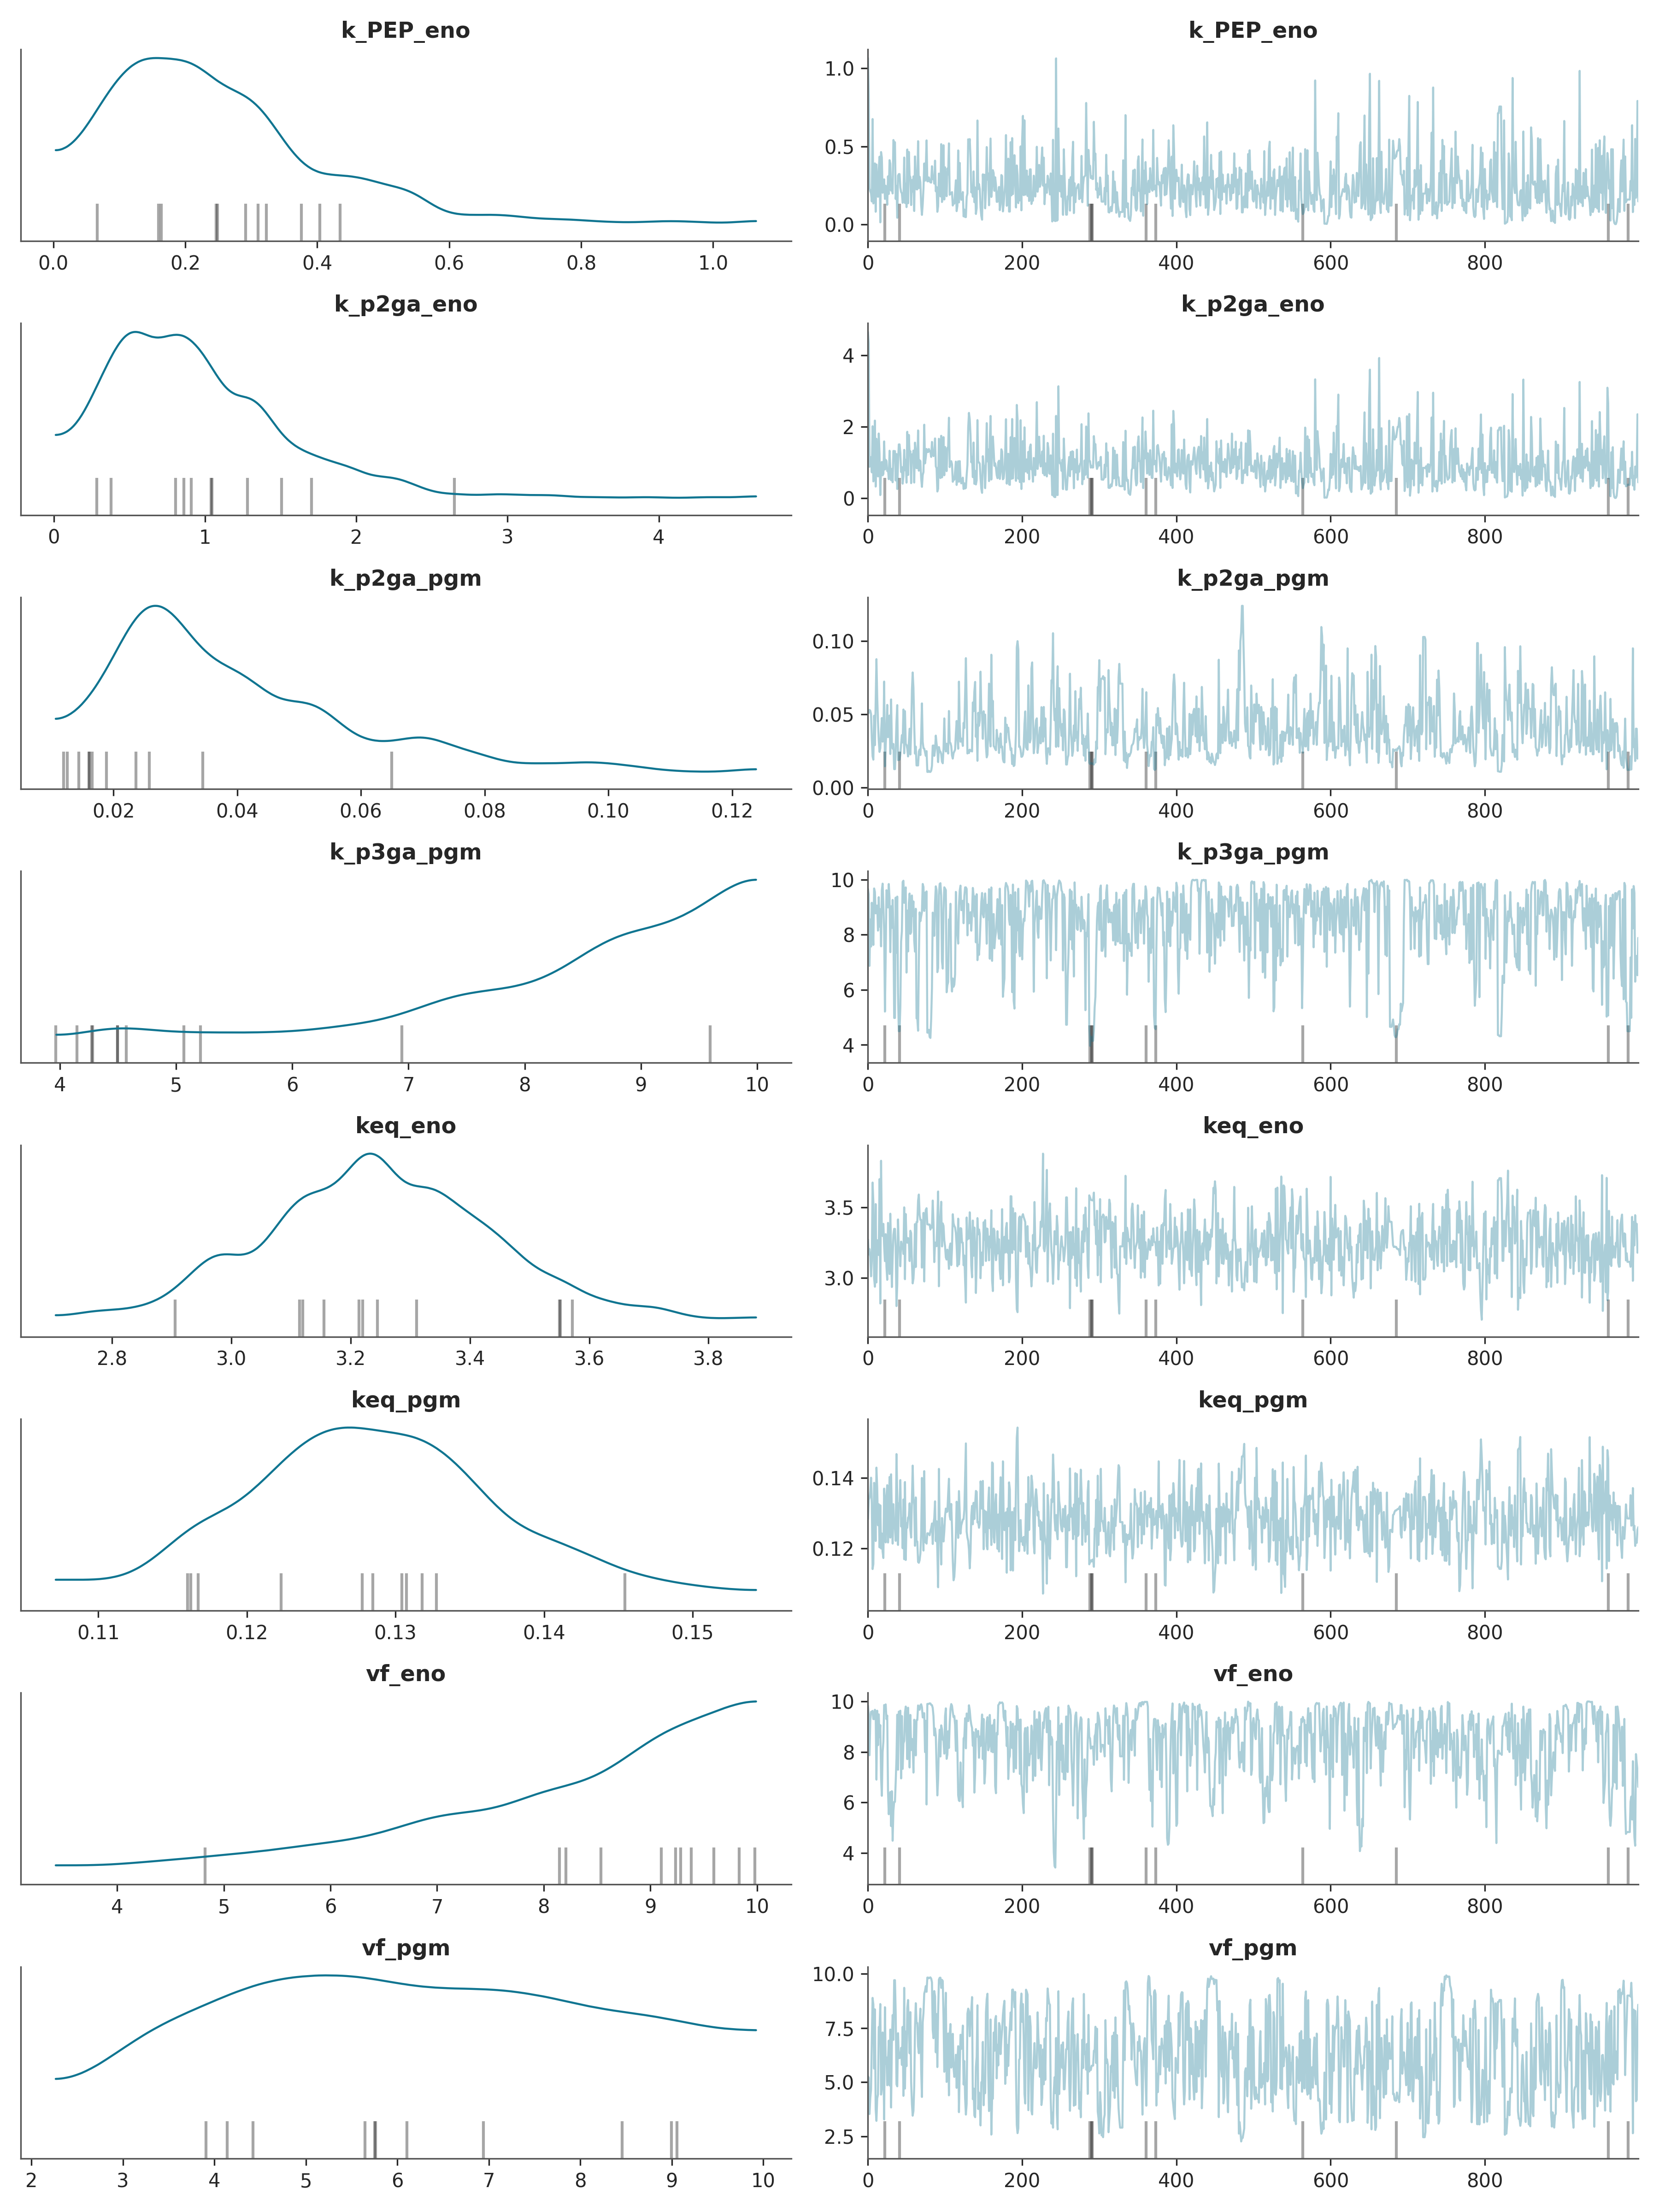 k_PEP_eno k_PEP_eno
1.0
0.5
0.0
0.0 0.2 0.4 0.6 0.8 1.0 0 200 400 600 800
k_p2ga_eno k_p2ga_eno
4
2
0
0 1 2 3 4 0 200 400 600 800
k_p2ga_pgm k_p2ga_pgm
0.10
0.05
0.00
0.02 0.04 0.06 0.08 0.10 0.12 0 200 400 600 800
k_p3ga_pgm k_p3ga_pgm
10
8
6
4
4 5 6 7 8 9 10 0 200 400 600 800
keq_eno keq_eno
3.5
3.0
2.8 3.0 3.2 3.4 3.6 3.8 0 200 400 600 800
keq_pgm keq_pgm
0.14
0.12
0.11 0.12 0.13 0.14 0.15 0 200 400 600 800
vf_eno vf_eno
10
8
6
4
4 5 6 7 8 9 10 0 200 400 600 800
vf_pgm vf_pgm
10.0
7.5
5.0
2.5
2 3 4 5 6 7 8 9 10 0 200 400 600 800